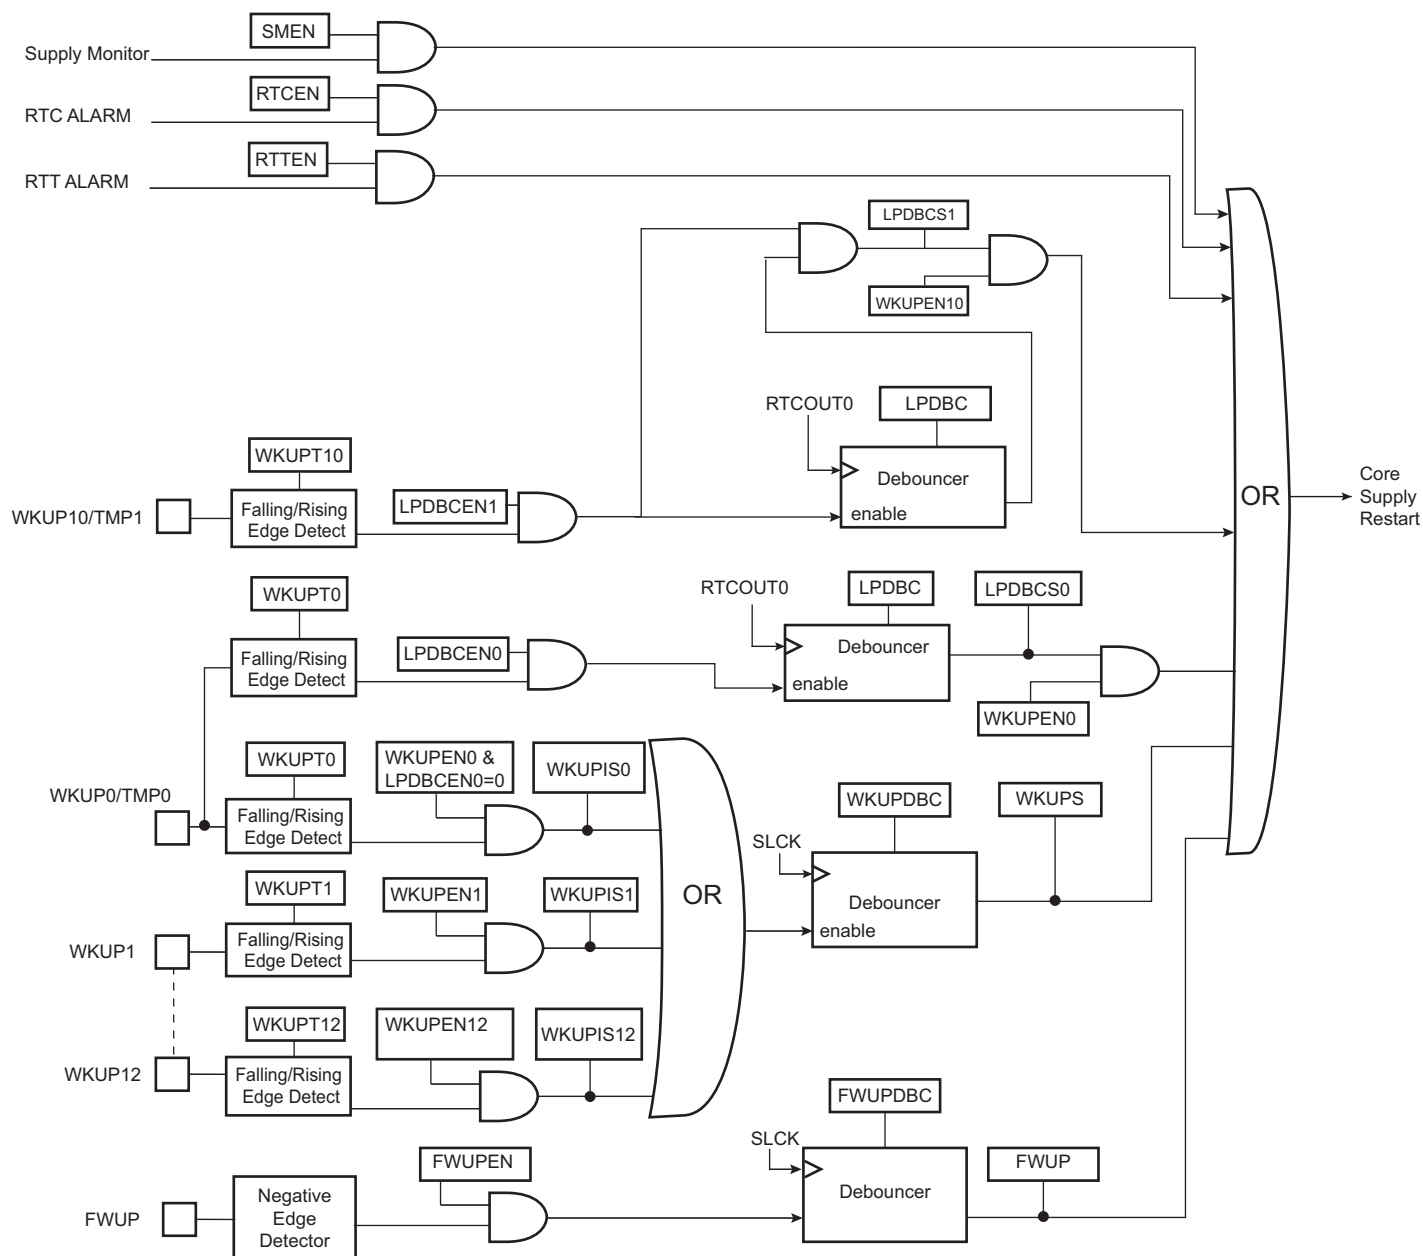 SMEN
Supply Monitor
RTCEN
RTC ALARM
RTTEN
RTT ALARM
LPDBCS1
WKUPEN10
RTCOUT0
LPDBC
WKUPT10
Debouncer
enable
LPDBCEN1
Falling/Rising
Edge Detect
WKUP10/TMP1
OR
Core
Supply
Restart
WKUPT0
RTCOUT0
LPDBC
LPDBCS0
Falling/Rising
Edge Detect
LPDBCEN0
Debouncer
enable
WKUPEN0
WKUPT0
WKUPEN0 &
LPDBCEN0=0
WKUPIS0
WKUP0/TMP0
Falling/Rising
Edge Detect
WKUPDBC
WKUPS
SLCK
WKUPT1
WKUPEN1
WKUPIS1
OR
Debouncer
enable
WKUP1
Falling/Rising
Edge Detect
WKUPT12
WKUPEN12
WKUPIS12
WKUP12
Falling/Rising
Edge Detect
FWUPDBC
SLCK
FWUPEN
FWUP
Debouncer
FWUP
Negative
Edge
Detector